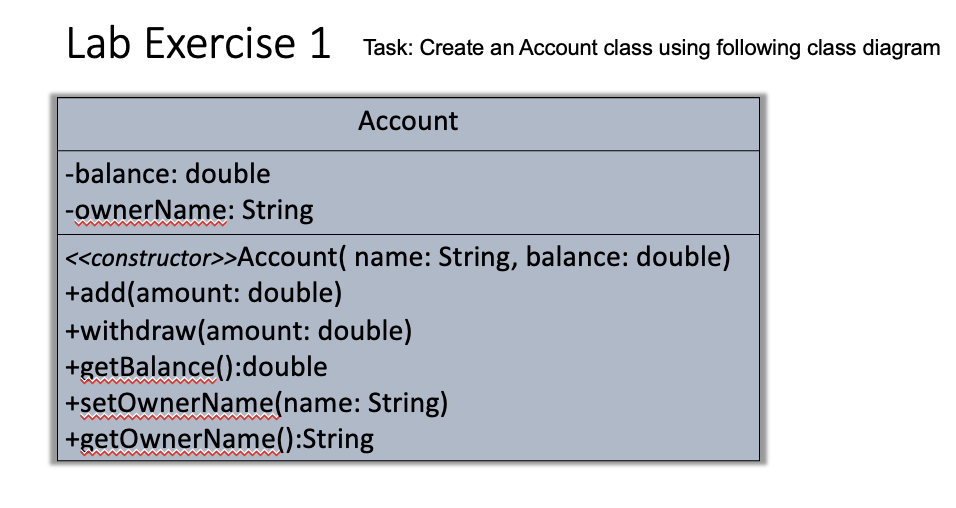 Lab Exercise 1 Task: Create an Account class using following class diagram
Account
-balance: double
-ownerName: String
<<constructor>>Account( name: String, balance: double)
+add(amount: double)
+withdraw(amount: double)
+getBalance():double
+setOwnerName(name: String)
+getOwnerName():String